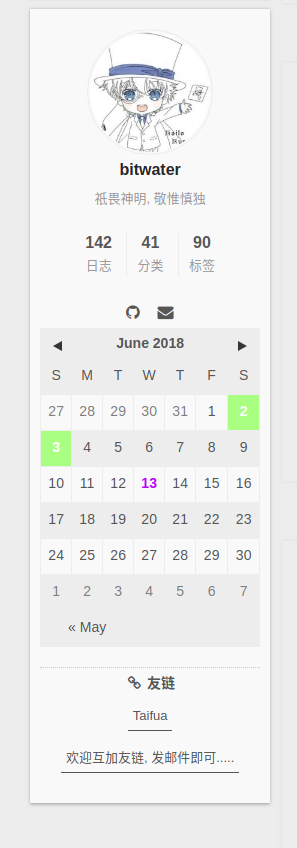 bitwater
祇畏神明, 敬惟慎独
142 41 90
日志 分类 标签
June 2018
S M T W T F S
27 28 29 30 31 1 2
3 4 5 6 7 8 9
10 11 12 13 14 15 16
17 18 19 20 21 22 23
24 25 26 27 28 29 30
1 2 3 4 5 6 7
« May
友链
Taifua
欢迎互加友链, 发邮件即可.....